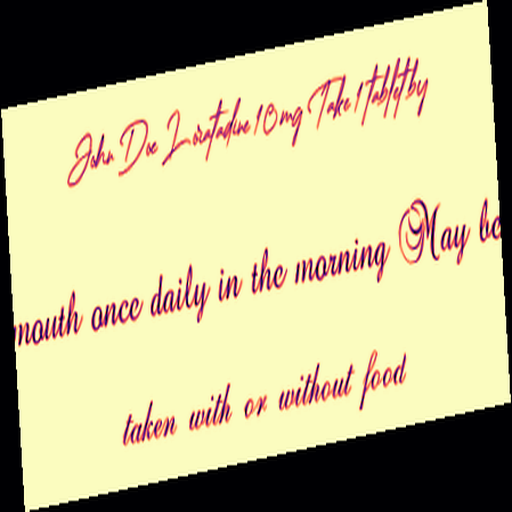 John Doe Loratadine 10mg Take 1 tablet by
mouth once daily in the morning May be
taken with or without food